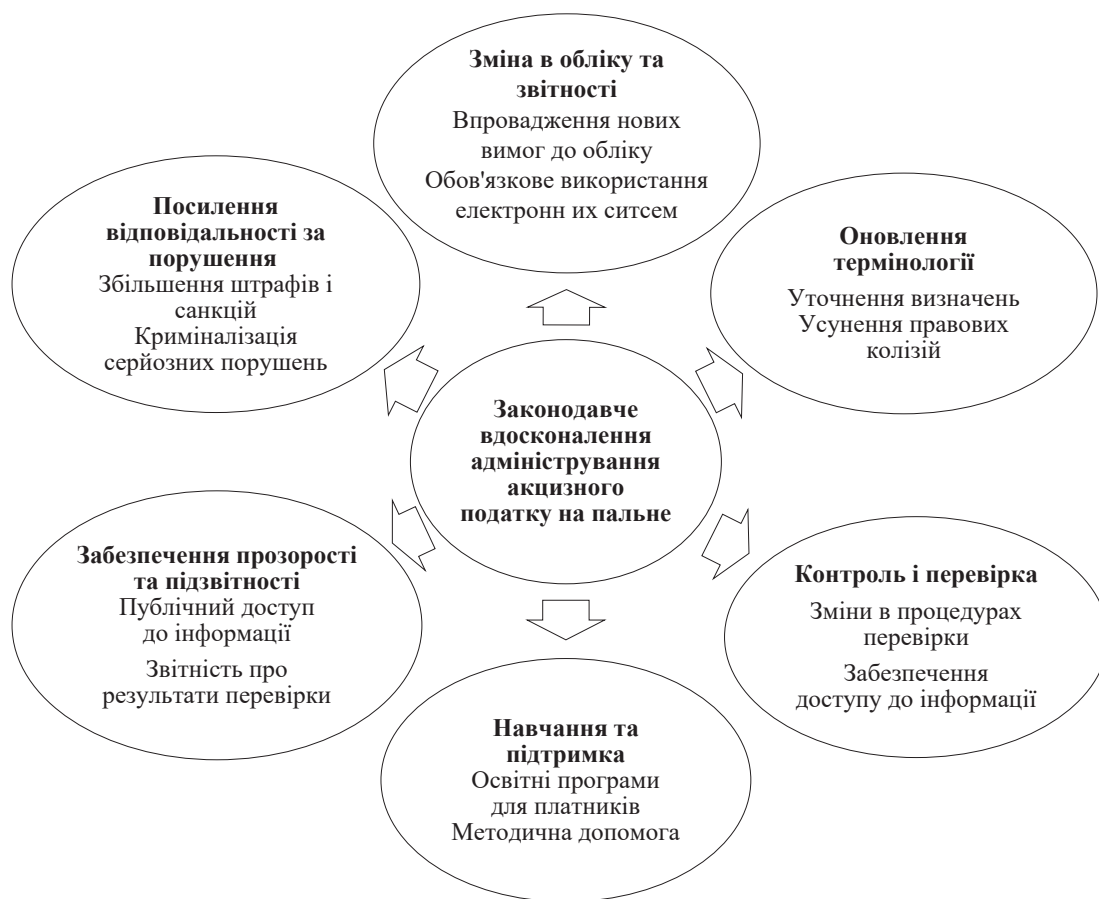 Зміна в обліку та
звітності
Впровадження нових
вимог до обліку
Обов'язкове використання
електронн их ситсем
Посилення
відповідальності за
порушення
Збільшення штрафів і
санкцій
Криміналізація
серйозних порушень
Оновлення
термінології
Уточнення визначень
Усунення правових
колізій
Законодавче
вдосконалення
адміністрування
акцизного
податку на пальне
Забезпечення прозорості
та підзвітності
Публічний доступ
до інформації
Звітність про
результати перевірки
Контроль і перевірка
Зміни в процедурах
перевірки
Забезпечення
доступу до інформації
Навчання та
підтримка
Освітні програми
для платників
Методична допомога